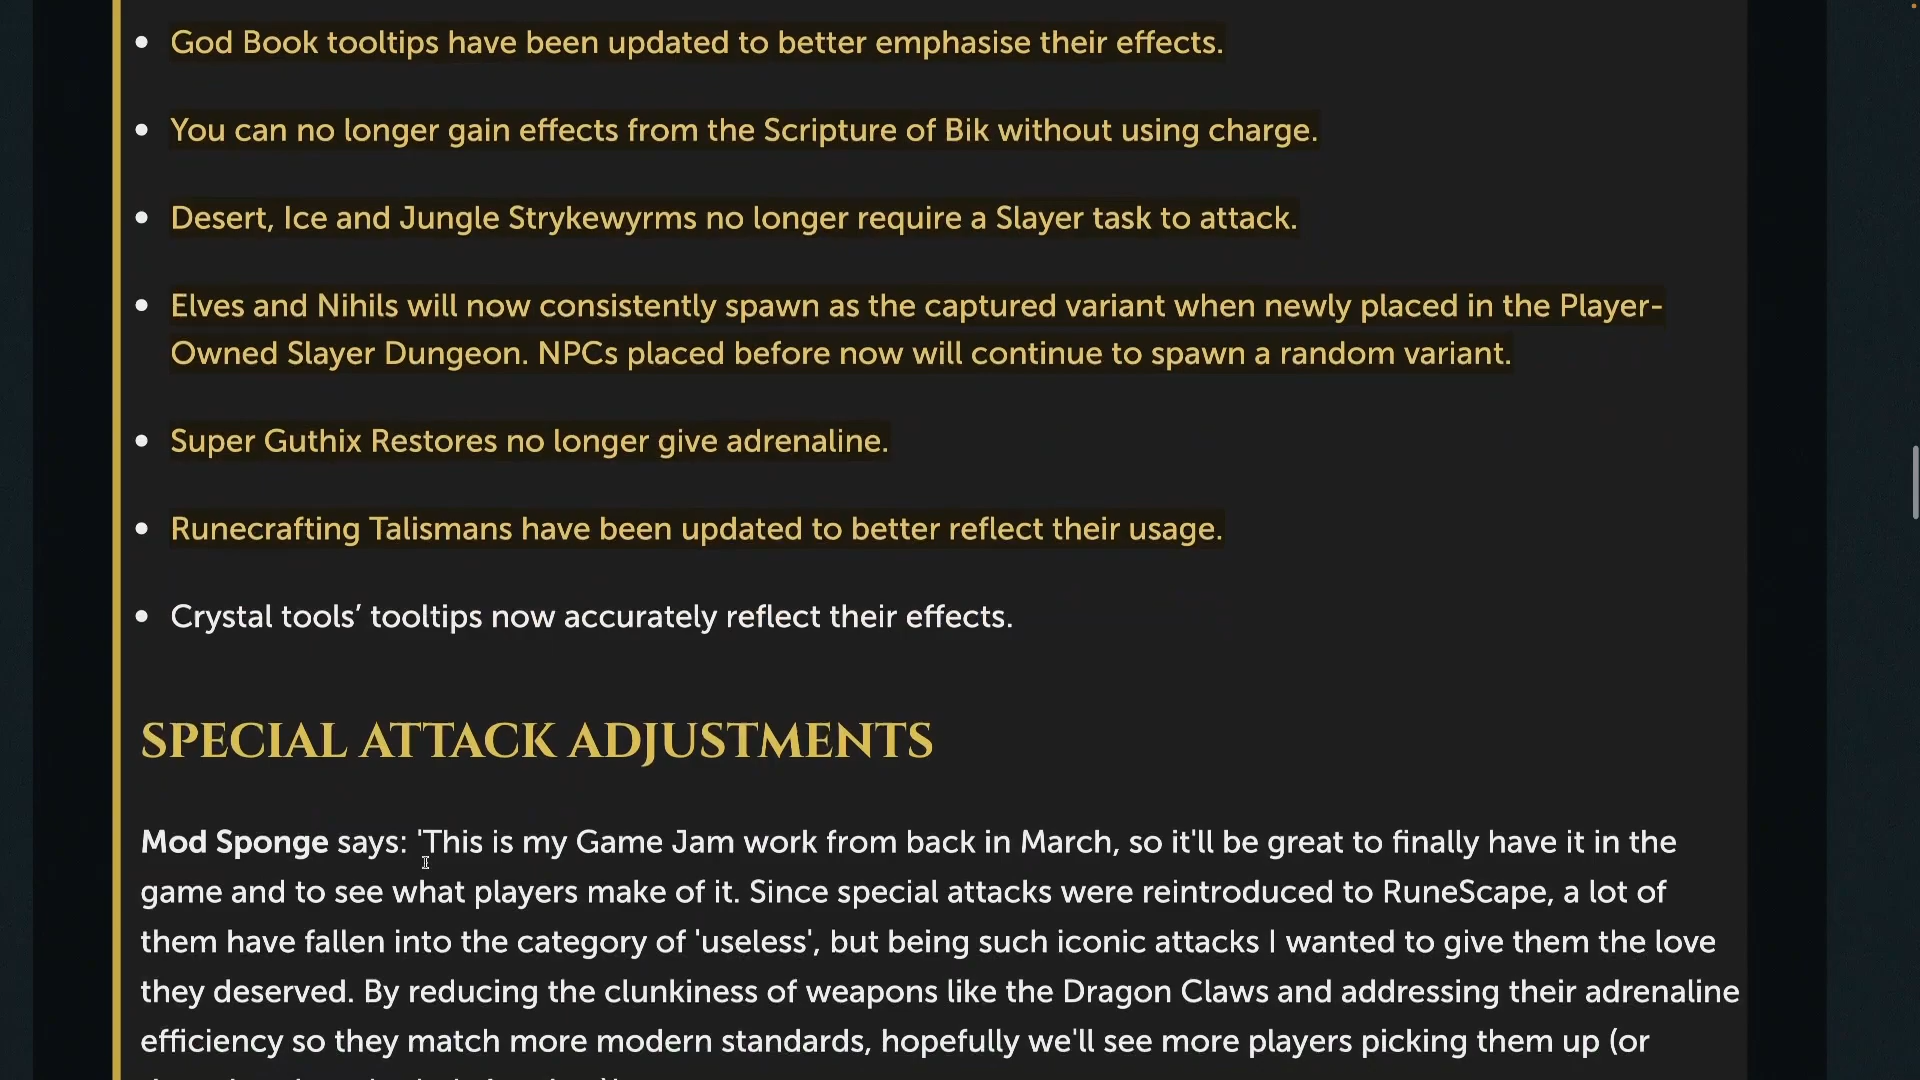 God Book tooltips have been updated to better emphasise their effects.
You can no longer gain effects from the Scripture of Bik without using charge.
Desert, Ice and Jungle Strykewyrms no longer require a Slayer task to attack.
Elves and Nihils will now consistently spawn as the captured variant when newly placed in the Player-
Owned Slayer Dungeon. NPCs placed before now will continue to spawn a random variant.
Super Guthix Restores no longer give adrenaline.
Runecrafting Talismans have been updated to better reflect their usage.
Crystal tools’ tooltips now accurately reflect their effects.
SPECIAL ATTACK ADJUSTMENTS
Mod Sponge says: 'This is my Game Jam work from back in March, so it'll be great to finally have it in the
game and to see what players make of it. Since special attacks were reintroduced to RuneScape, a lot of
them have fallen into the category of 'useless', but being such iconic attacks I wanted to give them the love
they deserved. By reducing the clunkiness of weapons like the Dragon Claws and addressing their adrenaline
efficiency so they match more modern standards, hopefully we'll see more players picking them up (or